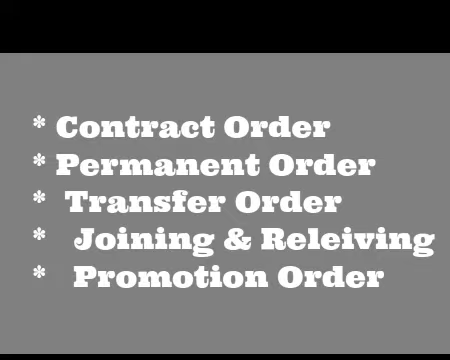 * Contract Order
* Permanent Order
* Transfer Order
* Joining & Releiving
* Promotion Order